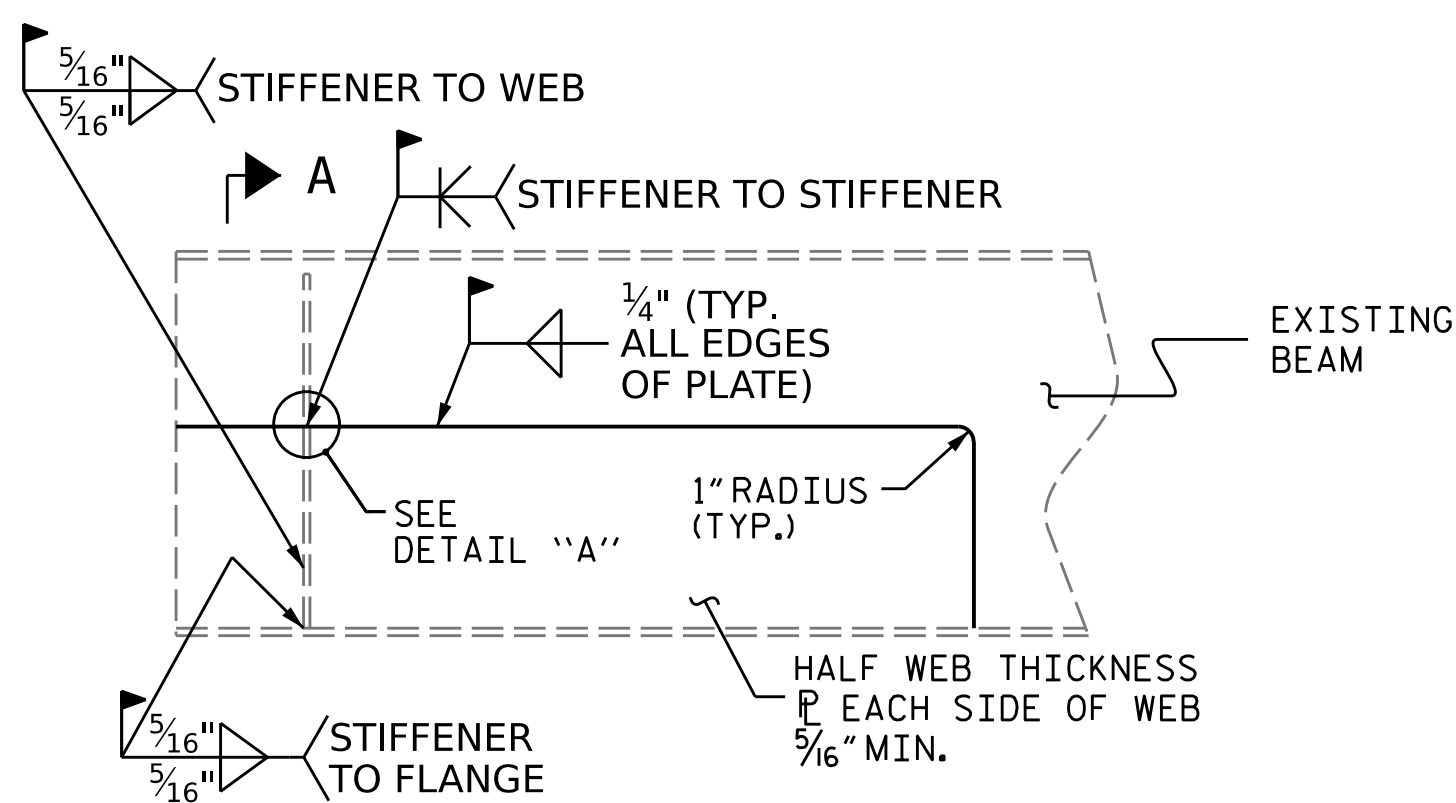 5/16"
5/16"
STIFFENER TO WEB
A
STIFFENER TO STIFFENER
1/4" (TYP.
ALL EDGES
OF PLATE)
EXISTING
BEAM
SEE
DETAIL ‘‘A’’
1" RADIUS
(TYP.)
HALF WEB THICKNESS
℄ EACH SIDE OF WEB
5/16" MIN.
5/16"
5/16"
STIFFENER
TO FLANGE